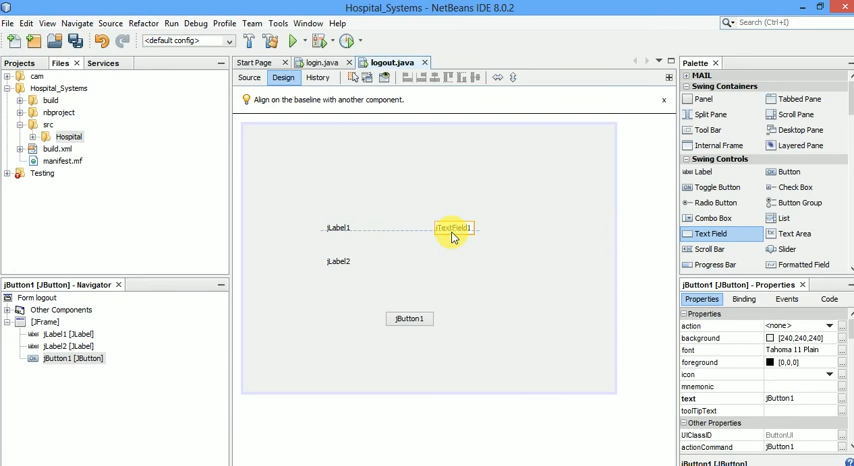 Hospital_Systems - NetBeans IDE 8.0.2
File Edit View Navigate Source Refactor Run Debug Profile Team Tools Window Help
Search (Ctrl+I)
<default config>
Projects Files Services
cam
Hospital_Systems
build
nbproject
src
Hospital
build.xml
manifest.mf
Testing
Start Page login.java logout.java
Source Design History
Align on the baseline with another component.
jLabel1 jTextField1
jLabel2
jButton1
Palette
MAIL
Swing Containers
Panel Tabbed Pane
Split Pane Scroll Pane
Tool Bar Desktop Pane
Internal Frame Layered Pane
Swing Controls
label Label OK Button
ON Toggle Button Check Box
Radio Button Button Group
Combo Box List
Text Field Text Area
Scroll Bar Slider
Progress Bar Formatted Field
jButton1 [JButton] - Navigator
Form logout
Other Components
[JFrame]
label jLabel1 [JLabel]
label jLabel2 [JLabel]
OK jButton1 [JButton]
jButton1 [JButton] - Properties
Properties Binding Events Code
Properties
action <none> ...
background [240,240,240] ...
font Tahoma 11 Plain ...
foreground [0,0,0] ...
icon ...
mnemonic ...
text jButton1 ...
toolTipText ...
Other Properties
UIClassID ButtonUI ...
actionCommand jButton1 ...
jButton1 [JButton]